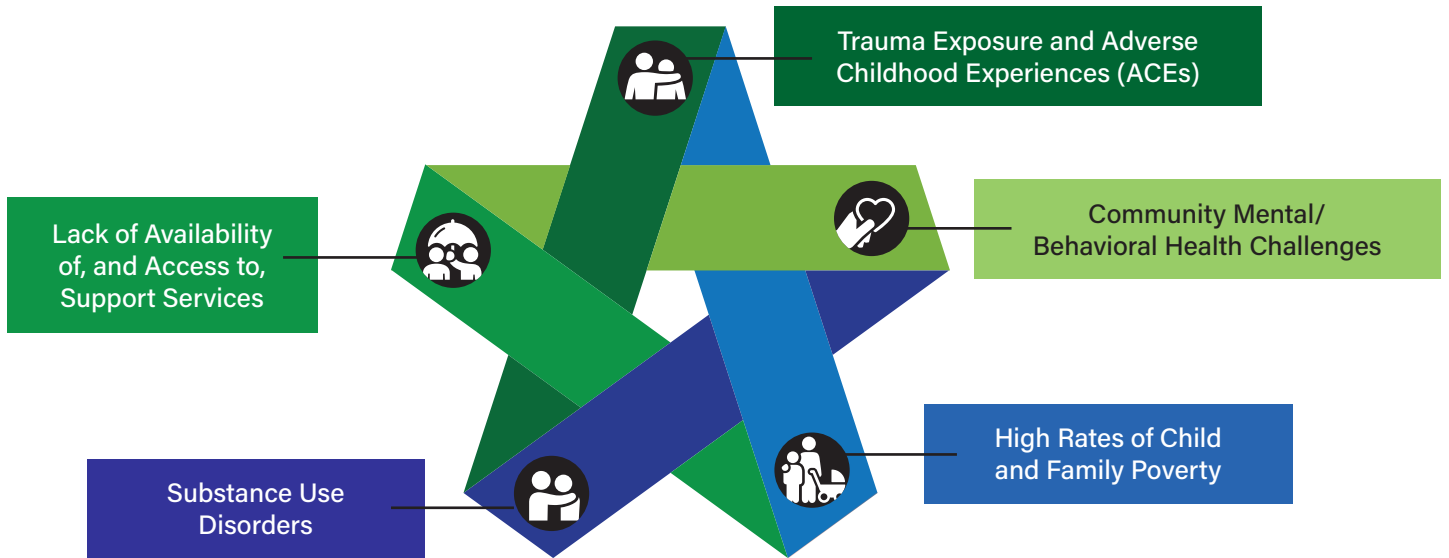 Trauma Exposure and Adverse
Childhood Experiences (ACEs)
Community Mental/
Behavioral Health Challenges
Lack of Availability
of, and Access to,
Support Services
High Rates of Child
and Family Poverty
Substance Use
Disorders